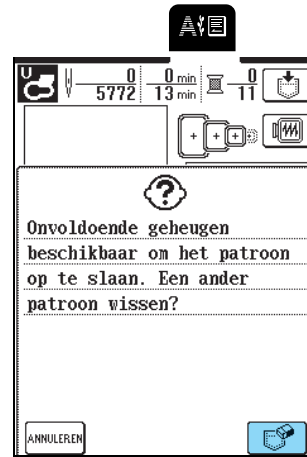 A
U
0 0 min 0
5772 13 min 11
Onvoldoende geheugen
beschikbaar om het patroon
op te slaan. Een ander
patroon wissen?
ANNULEREN